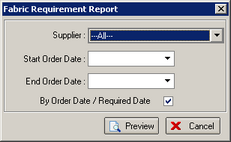 Fabric Requirement Report
Supplier : ---All---
Start Order Date :
End Order Date :
By Order Date / Required Date
Preview Cancel